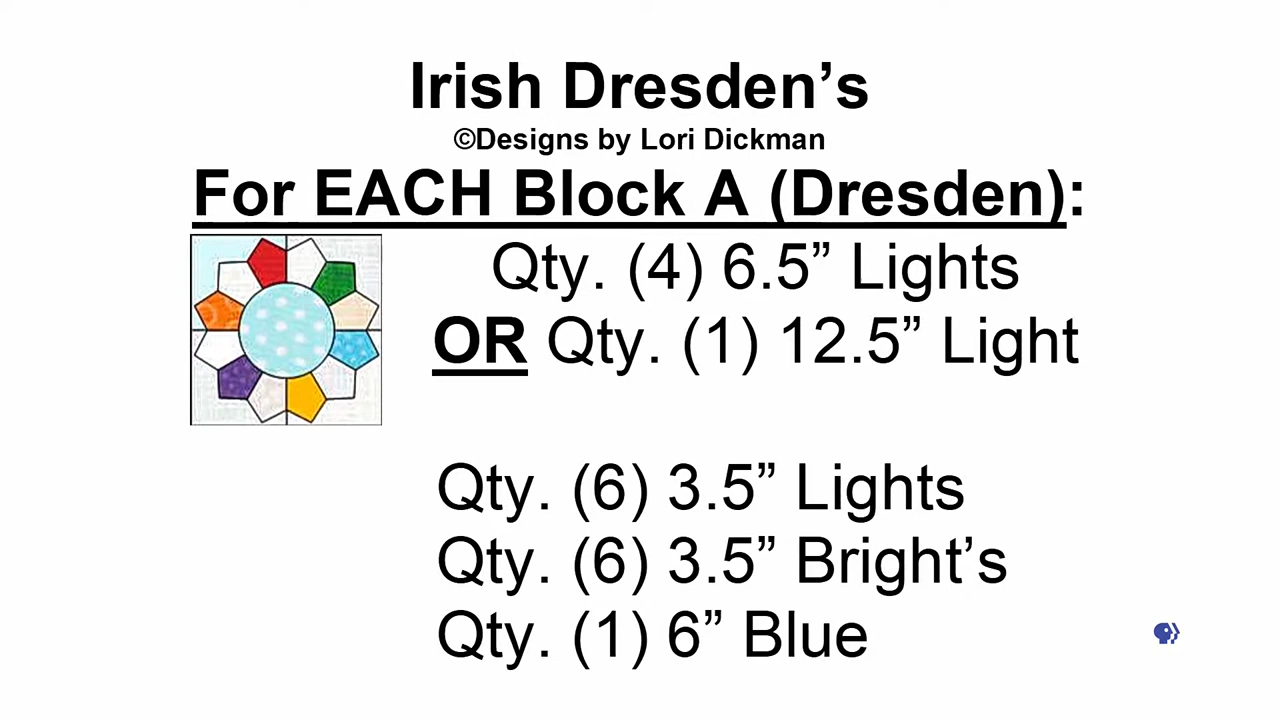 Irish Dresden’s
©Designs by Lori Dickman
For EACH Block A (Dresden):
Qty. (4) 6.5” Lights
OR Qty. (1) 12.5” Light
Qty. (6) 3.5” Lights
Qty. (6) 3.5” Bright’s
Qty. (1) 6” Blue